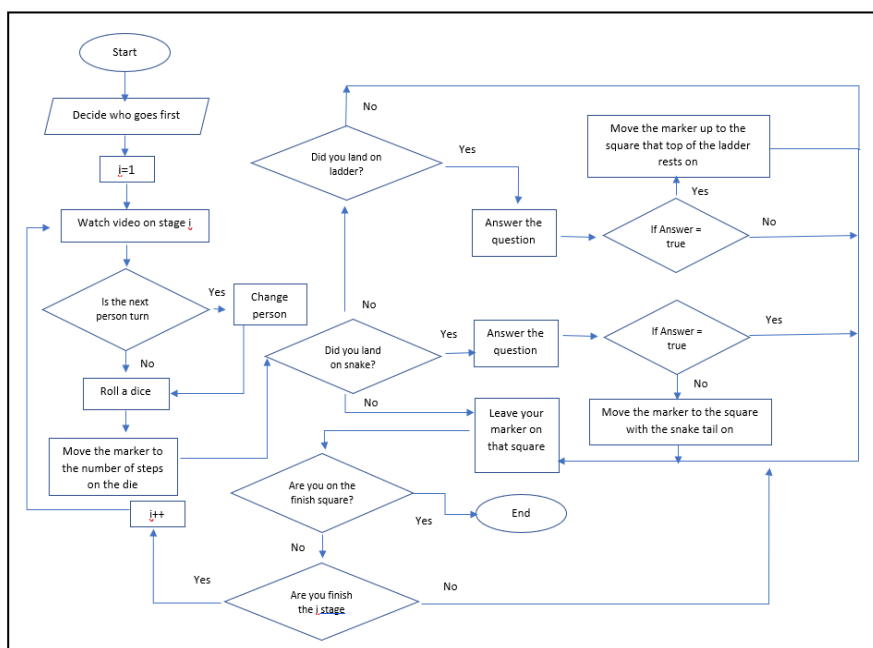 Start
Decide who goes first
i=1
Watch video on stage i
Is the next
person turn
Yes
Change
person
No
Roll a dice
Move the marker to
the number of steps
on the die
i++
No
Did you land on
ladder?
Yes
Answer the
question
If Answer =
true
Yes
Move the marker up to the
square that top of the ladder
rests on
No
No
Did you land
on snake?
Yes
Answer the
question
If Answer =
true
Yes
No
Move the marker to the square
with the snake tail on
No
Leave your
marker on
that square
Are you on the
finish square?
Yes
End
No
Are you finish
the i stage
Yes
No